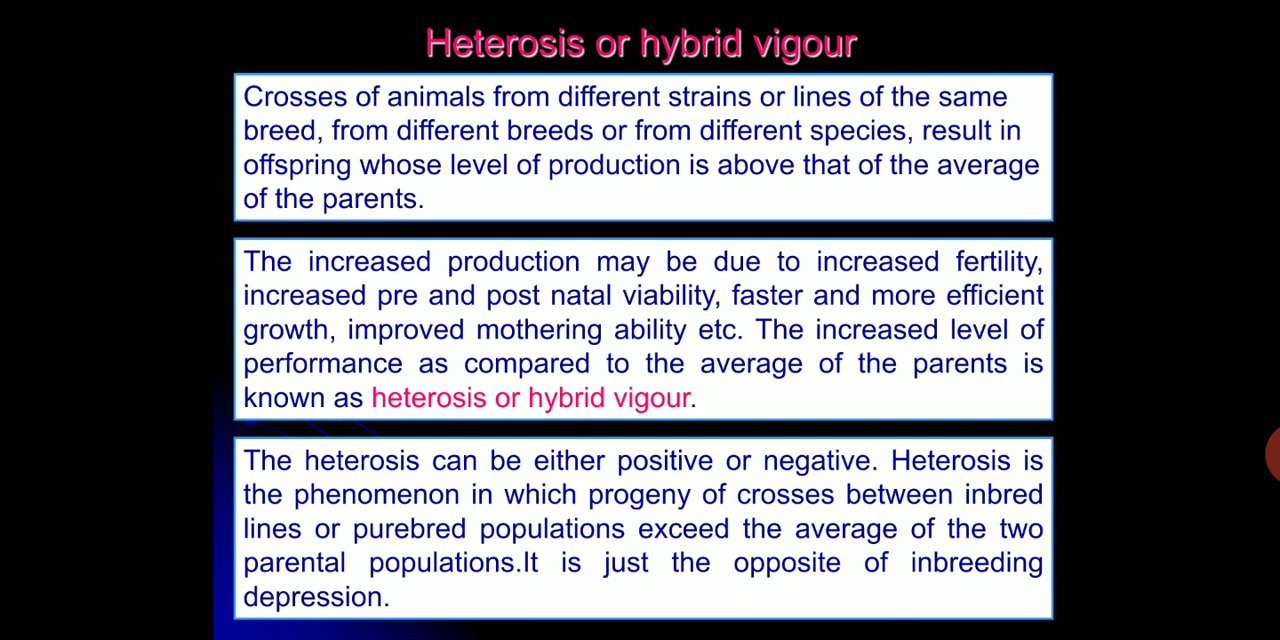 Heterosis or hybrid vigour
Crosses of animals from different strains or lines of the same
breed, from different breeds or from different species, result in
offspring whose level of production is above that of the average
of the parents.
The increased production may be due to increased fertility,
increased pre and post natal viability, faster and more efficient
growth, improved mothering ability etc. The increased level of
performance as compared to the average of the parents is
known as heterosis or hybrid vigour.
The heterosis can be either positive or negative. Heterosis is
the phenomenon in which progeny of crosses between inbred
lines or purebred populations exceed the average of the two
parental populations.It is just the opposite of inbreeding
depression.